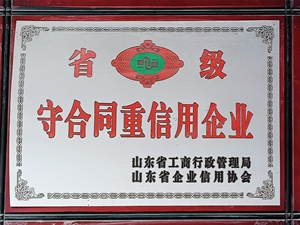 省 级
守合同重信用企业
山东省工商行政管理局
山东省企业信用协会